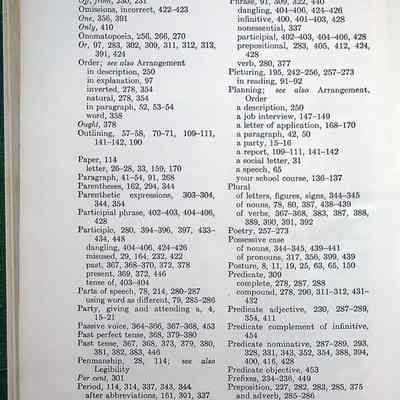 Off, from, 230, 231
Omissions, incorrect, 422–423
One, 356, 391
Only, 410
Onomatopoeia, 256, 266, 270
Or, 97, 283, 302, 309, 311, 312, 313,
391, 424
Order; see also Arrangement
in description, 250
in explanation, 97
inverted, 278, 354
natural, 278, 354
in paragraph, 52, 53–54
word, 358
Ought, 378
Outlining, 57–58, 70–71, 109–111,
141–142, 190
Paper, 114
letter, 26–28, 33, 159, 170
Paragraph, 41–54, 91, 268
Parentheses, 162, 294, 344
Parenthetic expressions, 303–304,
344, 354
Participial phrase, 402–403, 404–406,
428
Participle, 280, 394–396, 397, 433–
434, 448
dangling, 404–406, 424–426
misused, 29, 164, 232, 422
past, 367, 368–370, 372, 378
present, 369, 372, 446
tense of, 403–404
Parts of speech, 78, 214, 280–287
using word as different, 79, 285–286
Party, giving and attending a, 4,
15–21
Passive voice, 364–366, 367–368, 453
Past perfect tense, 368, 379–380
Past tense, 367, 368, 373, 379, 380,
381, 382, 383, 446
Penmanship, 28, 114; see also
Legibility
Per cent, 301
Period, 114, 314, 337, 343, 344
after abbreviations, 161, 301, 337
Phrase, 91, 309, 322, 440
dangling, 404–406, 424–426
infinitive, 400, 401–403, 428
nonessential, 337
participial, 402–403, 404–406, 428
prepositional, 283, 405, 412, 424,
428
verb, 280, 377
Picturing, 195, 242–256, 257–273
in reading, 91–92
Planning; see also Arrangement,
Order
a description, 250
a job interview, 147–149
a letter of application, 168–170
a paragraph, 42, 50
a party, 15–16
a report, 109–111, 141–142
a social letter, 31
a speech, 65
your school course, 136–137
Plural
of letters, figures, signs, 344–345
of nouns, 78, 80, 387, 438–439
of verbs, 367–368, 383, 387, 388,
389, 390, 391, 392
Poetry, 257–273
Possessive case
of nouns, 344–345, 439–441
of pronouns, 317, 356, 399, 439
Posture, 8, 11, 19, 25, 63, 65, 150
Predicate, 309
complete, 278, 287, 288
compound, 278, 290, 311–312, 431–
432
Predicate adjective, 230, 287–289,
354, 411
Predicate complement of infinitive,
454
Predicate nominative, 287–289, 293,
328, 331, 343, 352, 354, 388, 394,
400, 416, 428
Predicate objective, 453
Prefixes, 234–236, 449
Preposition, 227, 282, 283, 285, 375
and adverb, 285–286